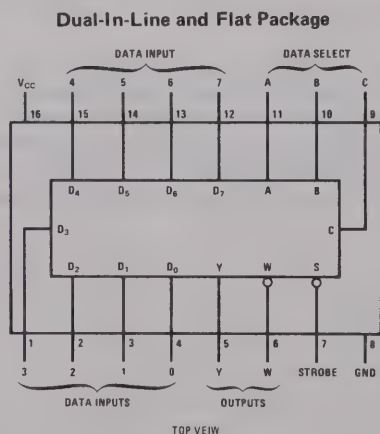 Dual-In-Line and Flat Package
DATA INPUT DATA SELECT
VCC 4 5 6 7 A B C
16 15 14 13 12 11 10 9
D4 D5 D6 D7 A B
D3 C
D2 D1 D0 Y W S
1 2 3 4 5 6 7 8
3 2 1 0 Y W STROBE GND
DATA INPUTS OUTPUTS
TOP VEIW